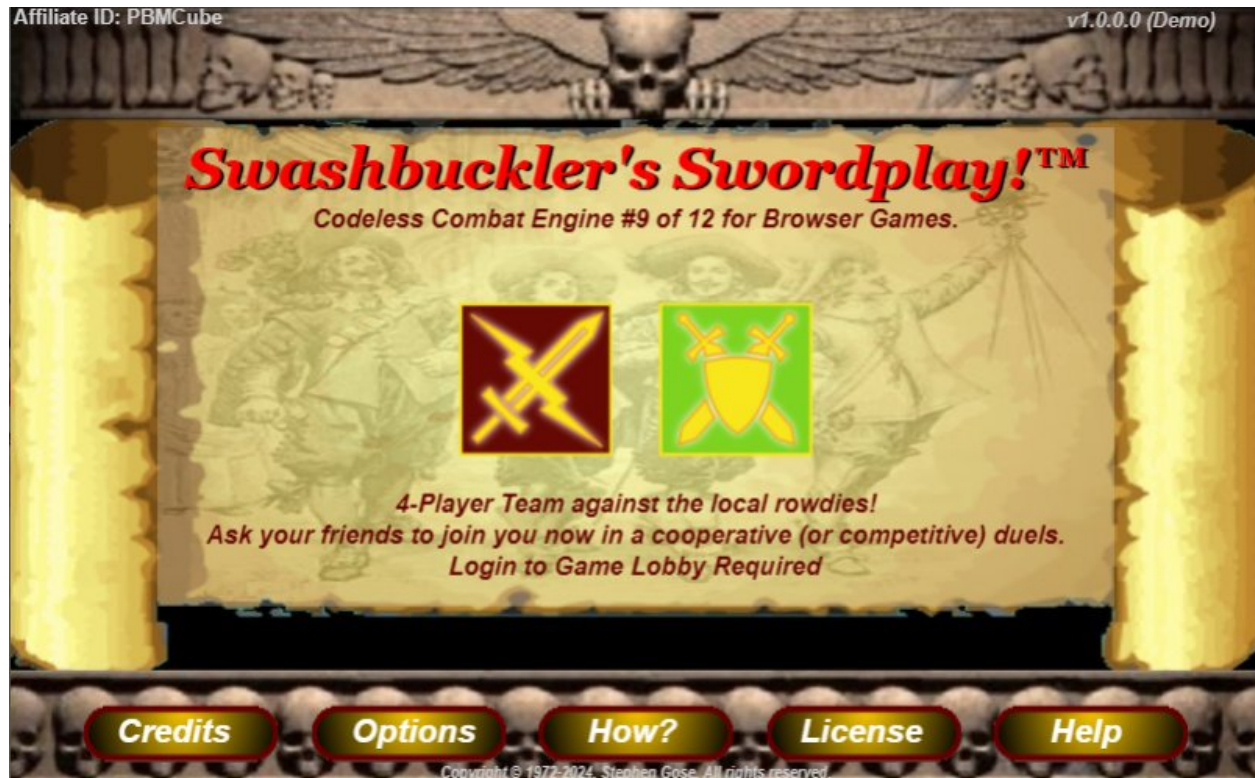 Affiliate ID: PBMCube
v1.0.0.0 (Demo)
Swashbuckler's Swordplay!™
Codeless Combat Engine #9 of 12 for Browser Games.
4-Player Team against the local rowdies!
Ask your friends to join you now in a cooperative (or competitive) duels.
Login to Game Lobby Required
Credits
Options
How?
License
Help
Copyright © 1972-2024, Stephen Gose. All rights reserved.